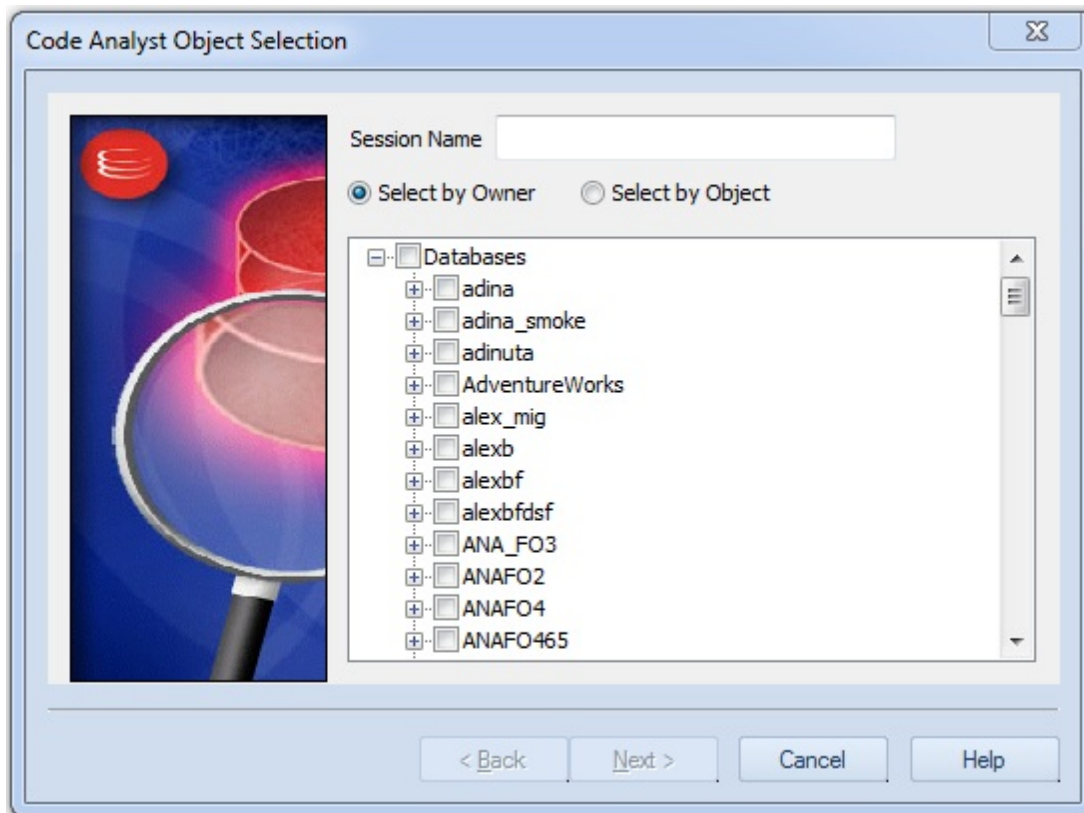 Code Analyst Object Selection
Session Name
Select by Owner Select by Object
Databases
adina
adina_smoke
adinuta
AdventureWorks
alex_mig
alexb
alexbf
alexbfdsf
ANA_FO3
ANAFO2
ANAFO4
ANAFO465
< Back Next > Cancel Help